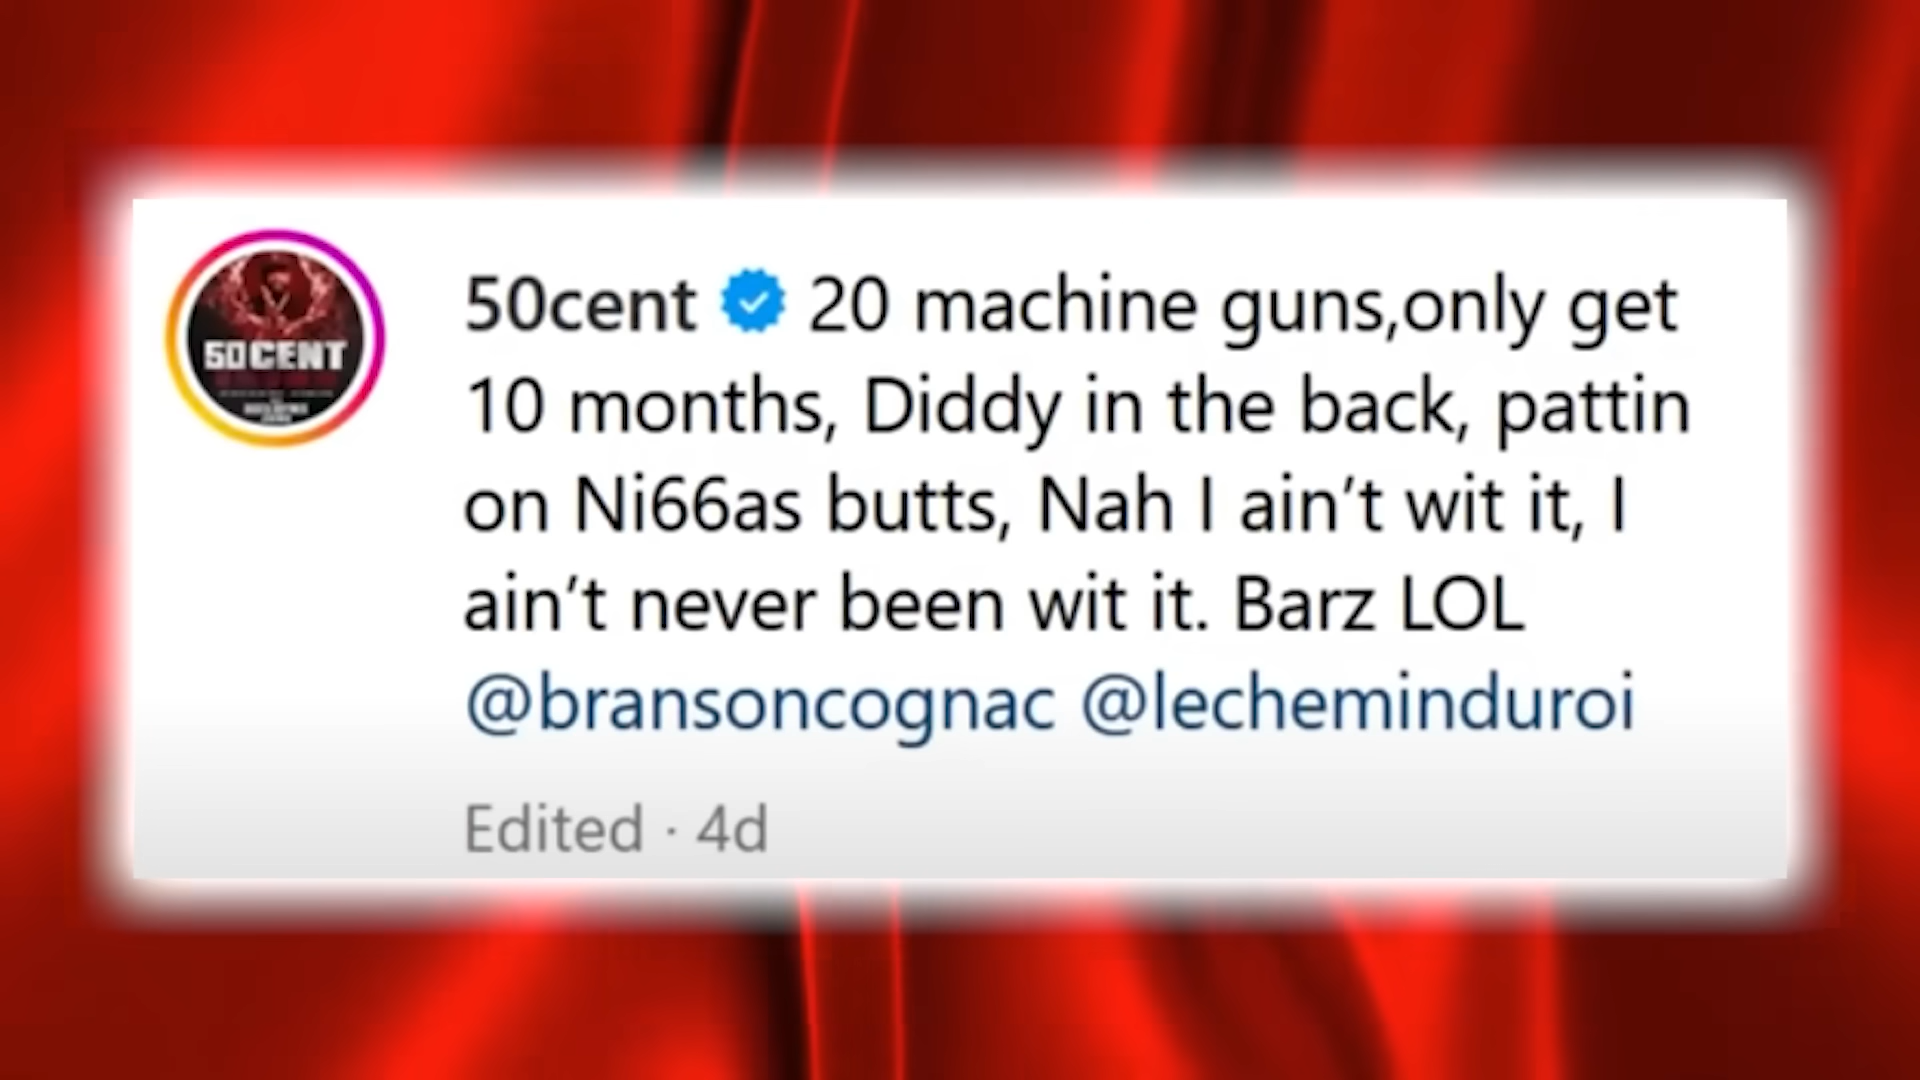 50CENT
50cent 20 machine guns,only get
10 months, Diddy in the back, pattin
on Ni66as butts, Nah I ain’t wit it, I
ain’t never been wit it. Barz LOL
@bransoncognac @lecheminduroi
Edited · 4d